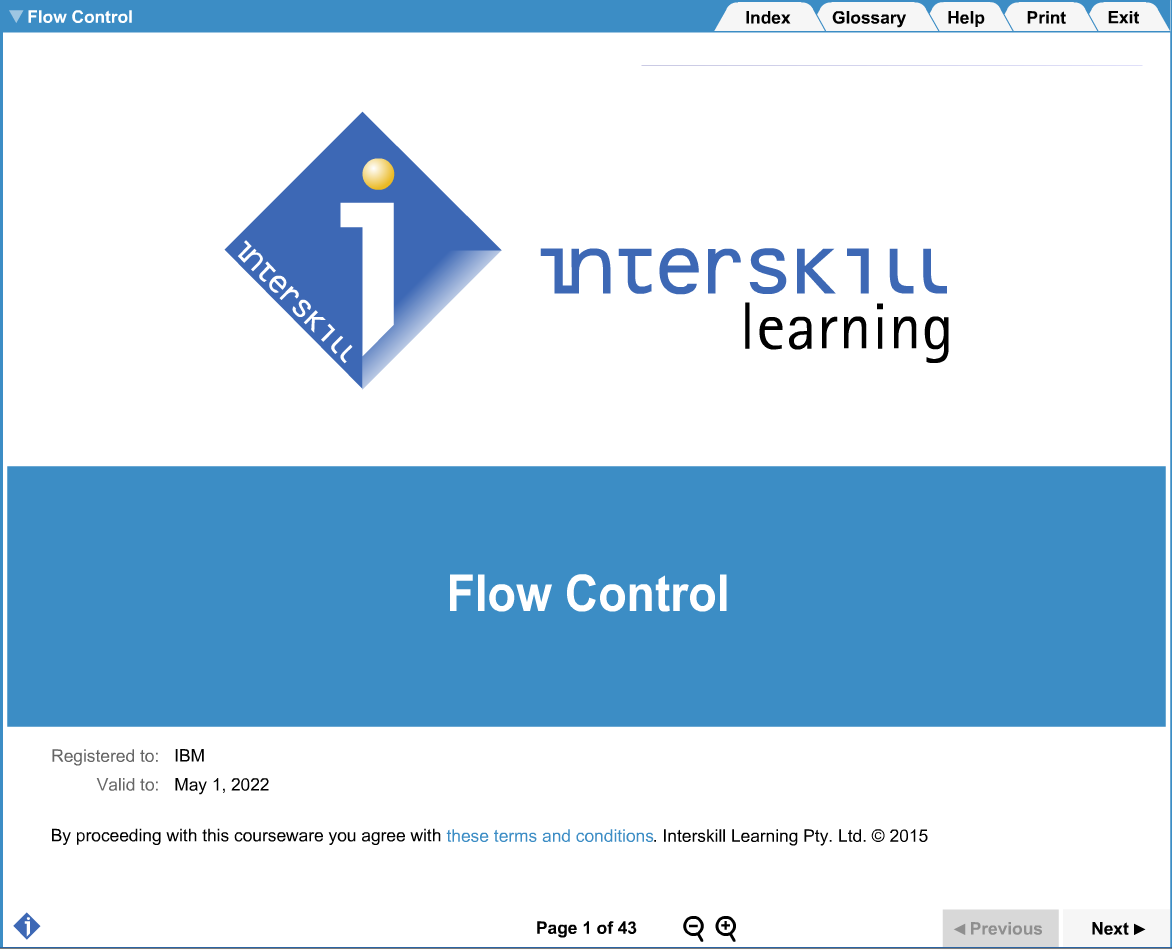 Flow Control
Index Glossary Help Print Exit
ınterskıll
ınterskıll
learning
Flow Control
Registered to: IBM
Valid to: May 1, 2022
By proceeding with this courseware you agree with these terms and conditions. Interskill Learning Pty. Ltd. © 2015
Page 1 of 43
◄ Previous
Next ►